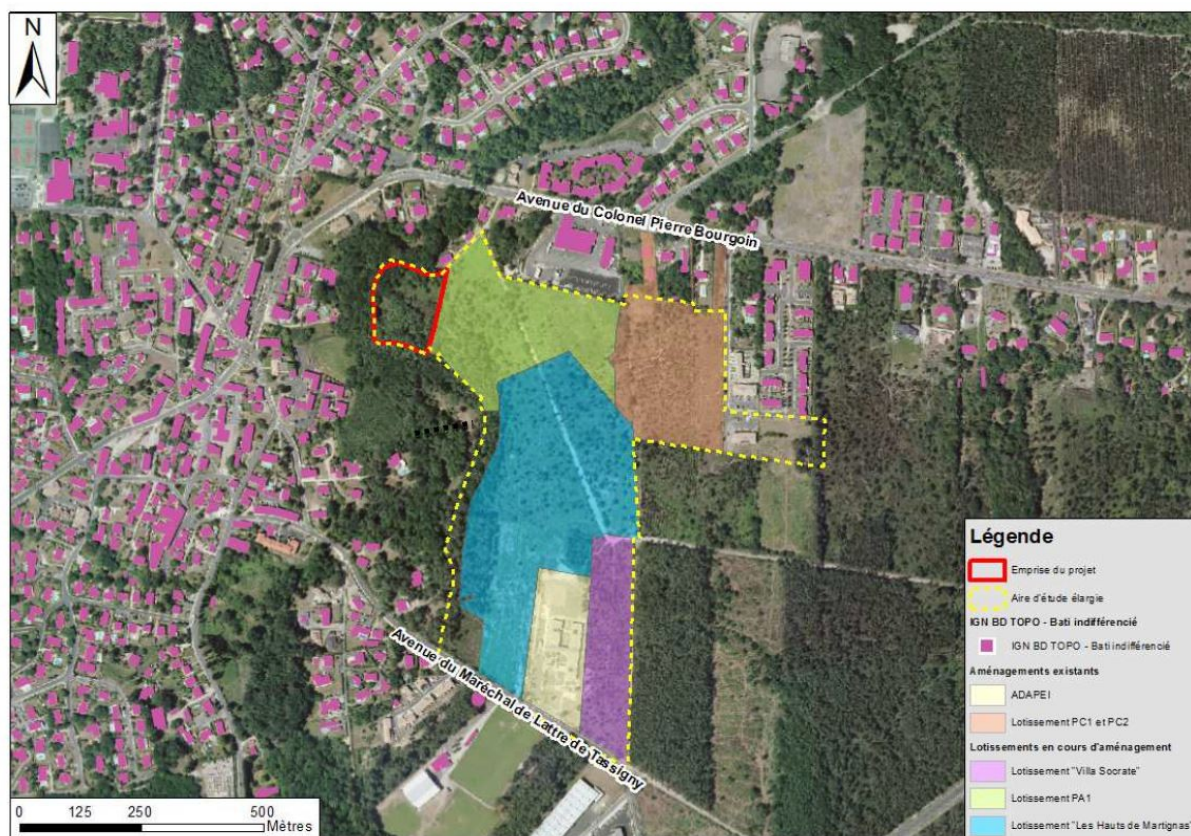 N
Avenue du Colonel Pierre Bourgoin
Avenue du Maréchal de Lattre de Tassigny
Légende
Emprise du projet
Aire d'étude élargie
IGN BD TOPO - Bati indifférencié
IGN BD TOPO - Bati indifférencié
Aménagements existants
ADAPEI
Lotissement PC1 et PC2
Lotissements en cours d'aménagement
Lotissement "Villa Socrate"
Lotissement PA1
Lotissement "Les Hauts de Martignas"
0 125 250 500
Mètres